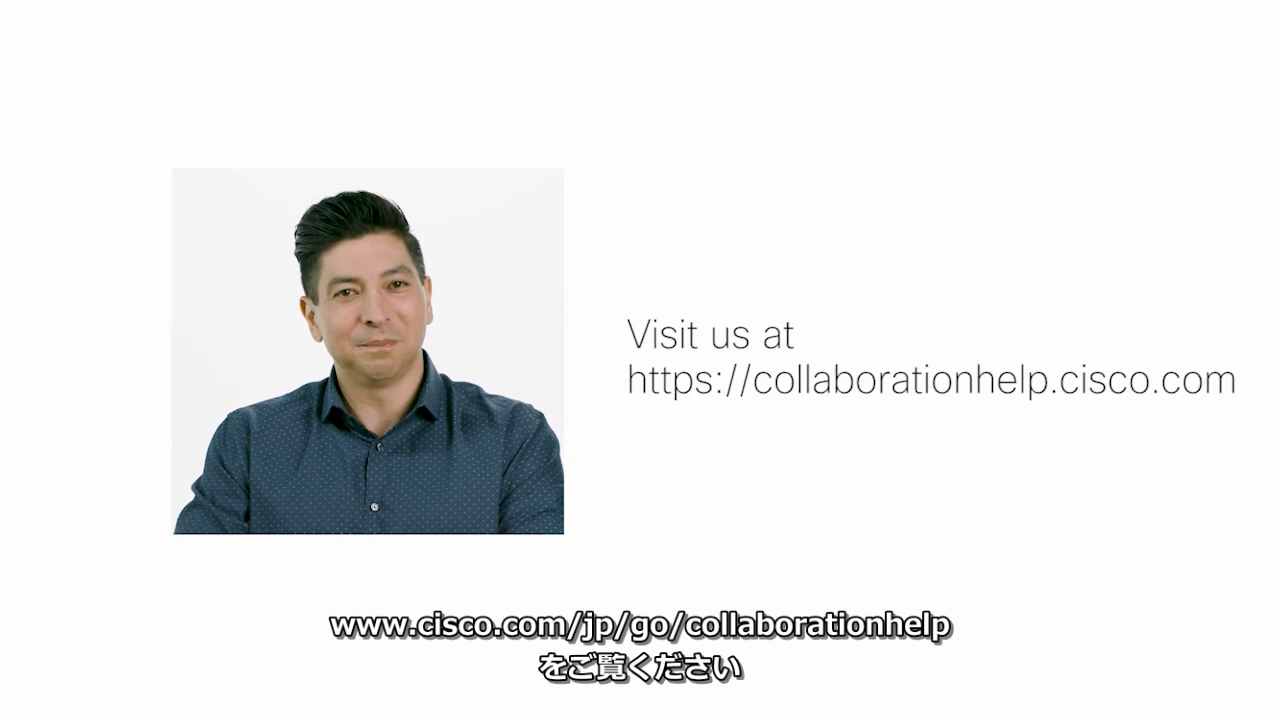 Visit us at
https://collaborationhelp.cisco.com
www.cisco.com/jp/go/collaborationhelp
をご覧ください